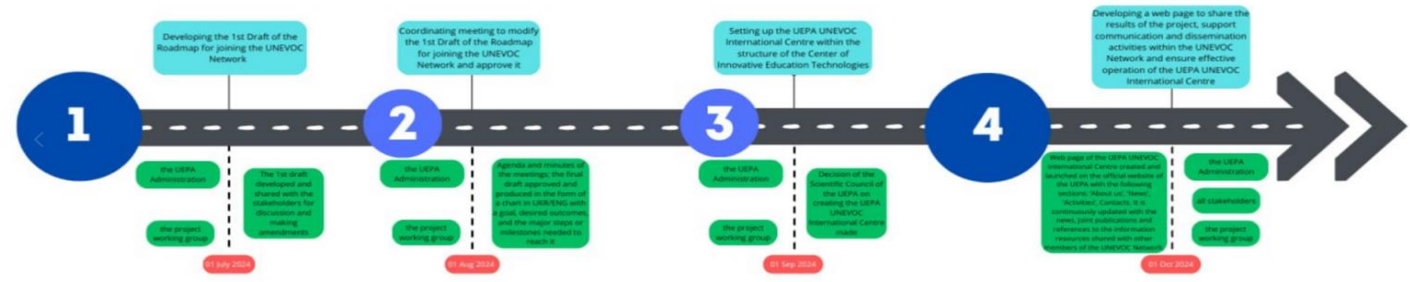 Developing the 1st Draft of the
Roadmap for joining the UNEVOC
Network
Coordinating meeting to modify
the 1st Draft of the Roadmap
for joining the UNEVOC
Network and approve it
Setting up the UEPA UNEVOC
International Centre within the
structure of the Center of
Innovative Education Technologies
Developing a web page to share the
results of the project, support
communication and dissemination
activities within the UNEVOC
Network and ensure effective
operation of the UEPA UNEVOC
International Centre
1
2
3
4
the UEPA
Administration
the project
working group
The 1st draft
developed and
shared with the
stakeholders for
discussion and
making
amendments
01 July 2024
the UEPA
Administration
the project
working group
Agenda and minutes of
the meetings, the final
draft approved and
produced in the form of
a chart in UKR/ENG with
a goal, desired outcomes,
and the major steps or
milestones needed to
reach it
01 Aug 2024
the UEPA
Administration
the project
working group
Decision of the
Scientific Council of
the UEPA on
creating the UEPA
UNEVOC
International Centre
made
01 Sep 2024
Web page of the UEPA UNEVOC
International Centre created and
launched on the official website of
the UEPA with the following
sections: 'About us', 'News',
'Activities', Contacts. It is
continuously updated with the
news, joint publications and
references to the information
resources shared with other
members of the UNEVOC Network
the UEPA
Administration
all stakeholders
the project
working group
01 Oct 2024